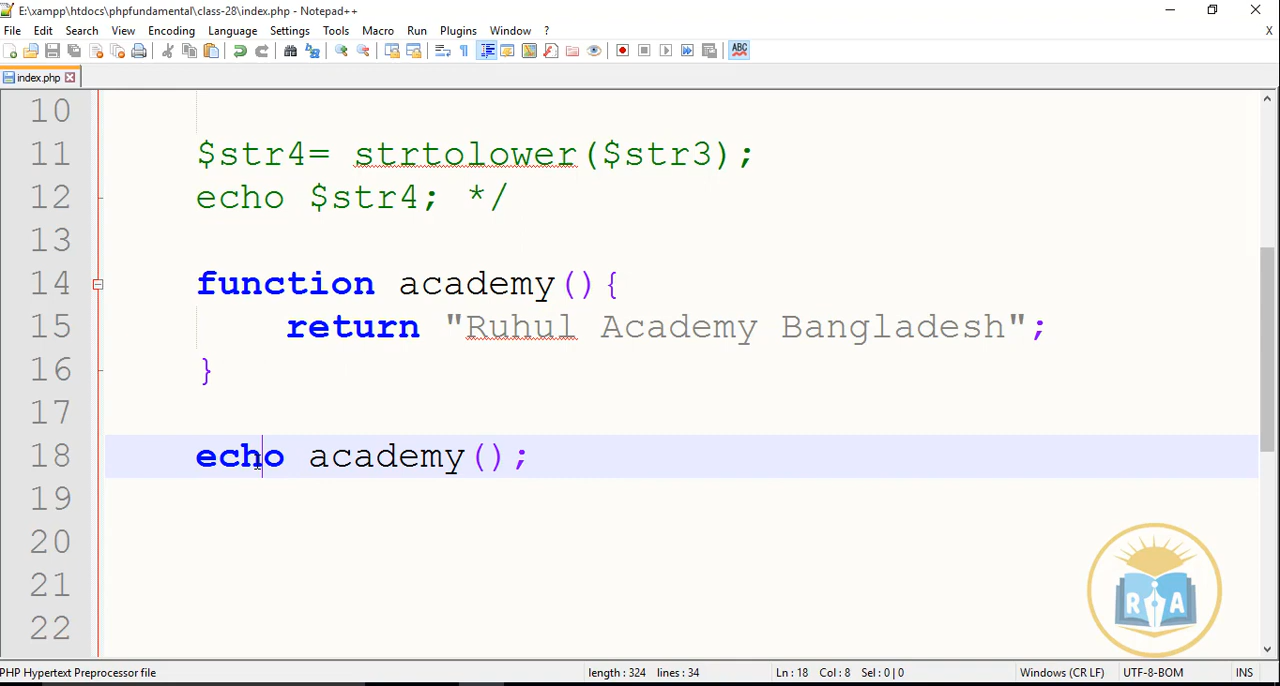 E:\xampp\htdocs\phpfundamental\class-28\index.php - Notepad++
File Edit Search View Encoding Language Settings Tools Macro Run Plugins Window ? X
ABC
index.php
10
11 $str4= strtolower($str3);
12 echo $str4; */
13
14 function academy(){
15 return "Ruhul Academy Bangladesh";
16 }
17
18 echo academy();
19
20
21
22
R A
PHP Hypertext Preprocessor file length : 324 lines : 34 Ln : 18 Col : 8 Sel : 0 | 0 Windows (CR LF) UTF-8-BOM INS